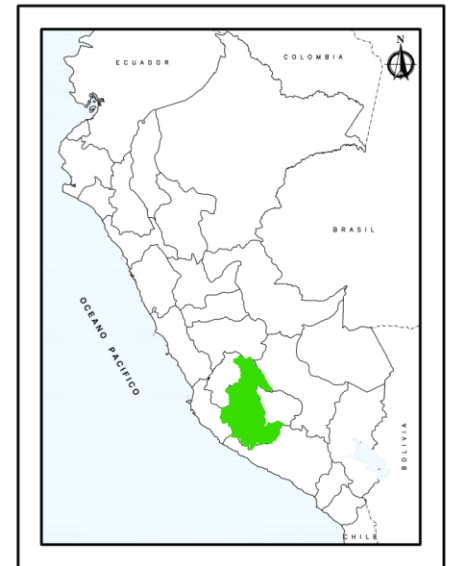 N
ECUADOR
COLOMBIA
BRASIL
OCEANO PACIFICO
BOLIVIA
CHILE